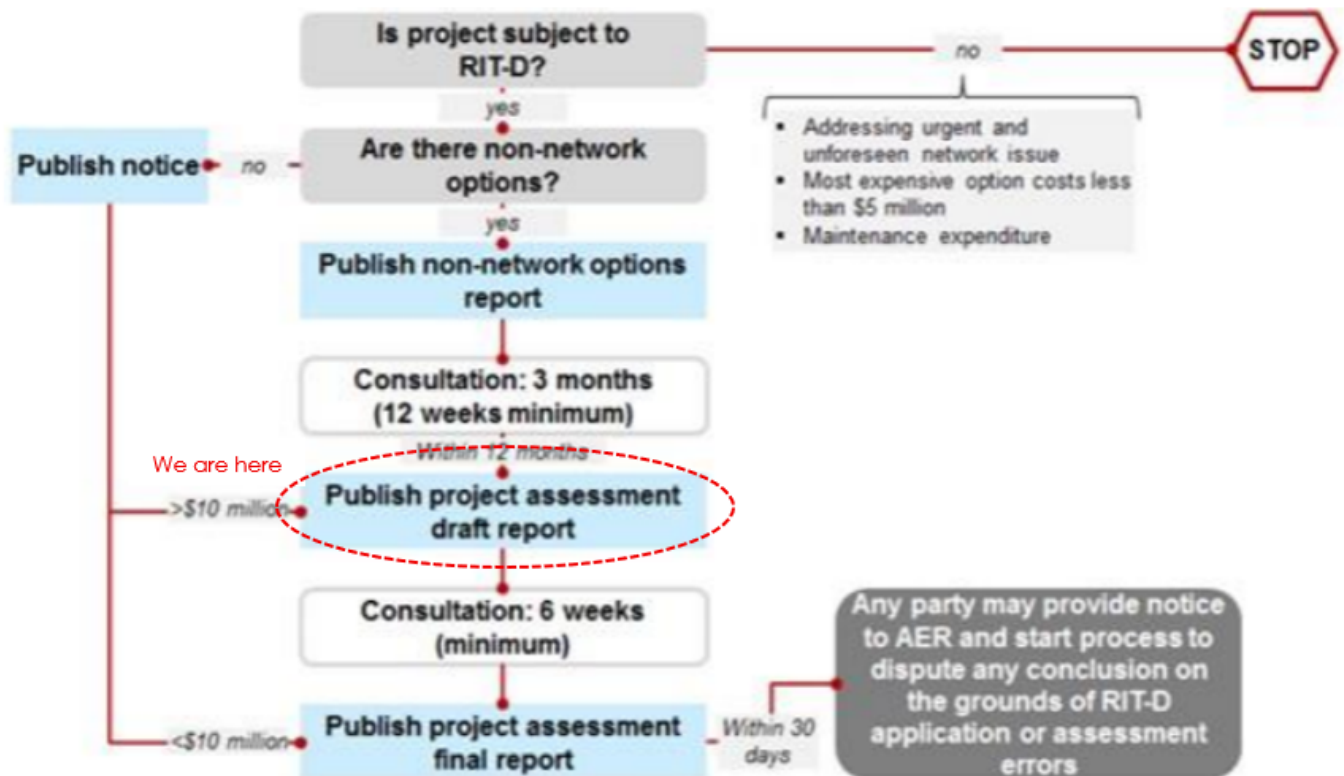 Is project subject to
RIT-D?
no
STOP
yes
▪ Addressing urgent and
unforeseen network issue
▪ Most expensive option costs less
than $5 million
▪ Maintenance expenditure
Publish notice
no
Are there non-network
options?
yes
Publish non-network options
report
Consultation: 3 months
(12 weeks minimum)
Within 12 months
We are here
>$10 million
Publish project assessment
draft report
Consultation: 6 weeks
(minimum)
Any party may provide notice
to AER and start process to
dispute any conclusion on
the grounds of RIT-D
application or assessment
errors
<$10 million
Publish project assessment
final report
Within 30
days